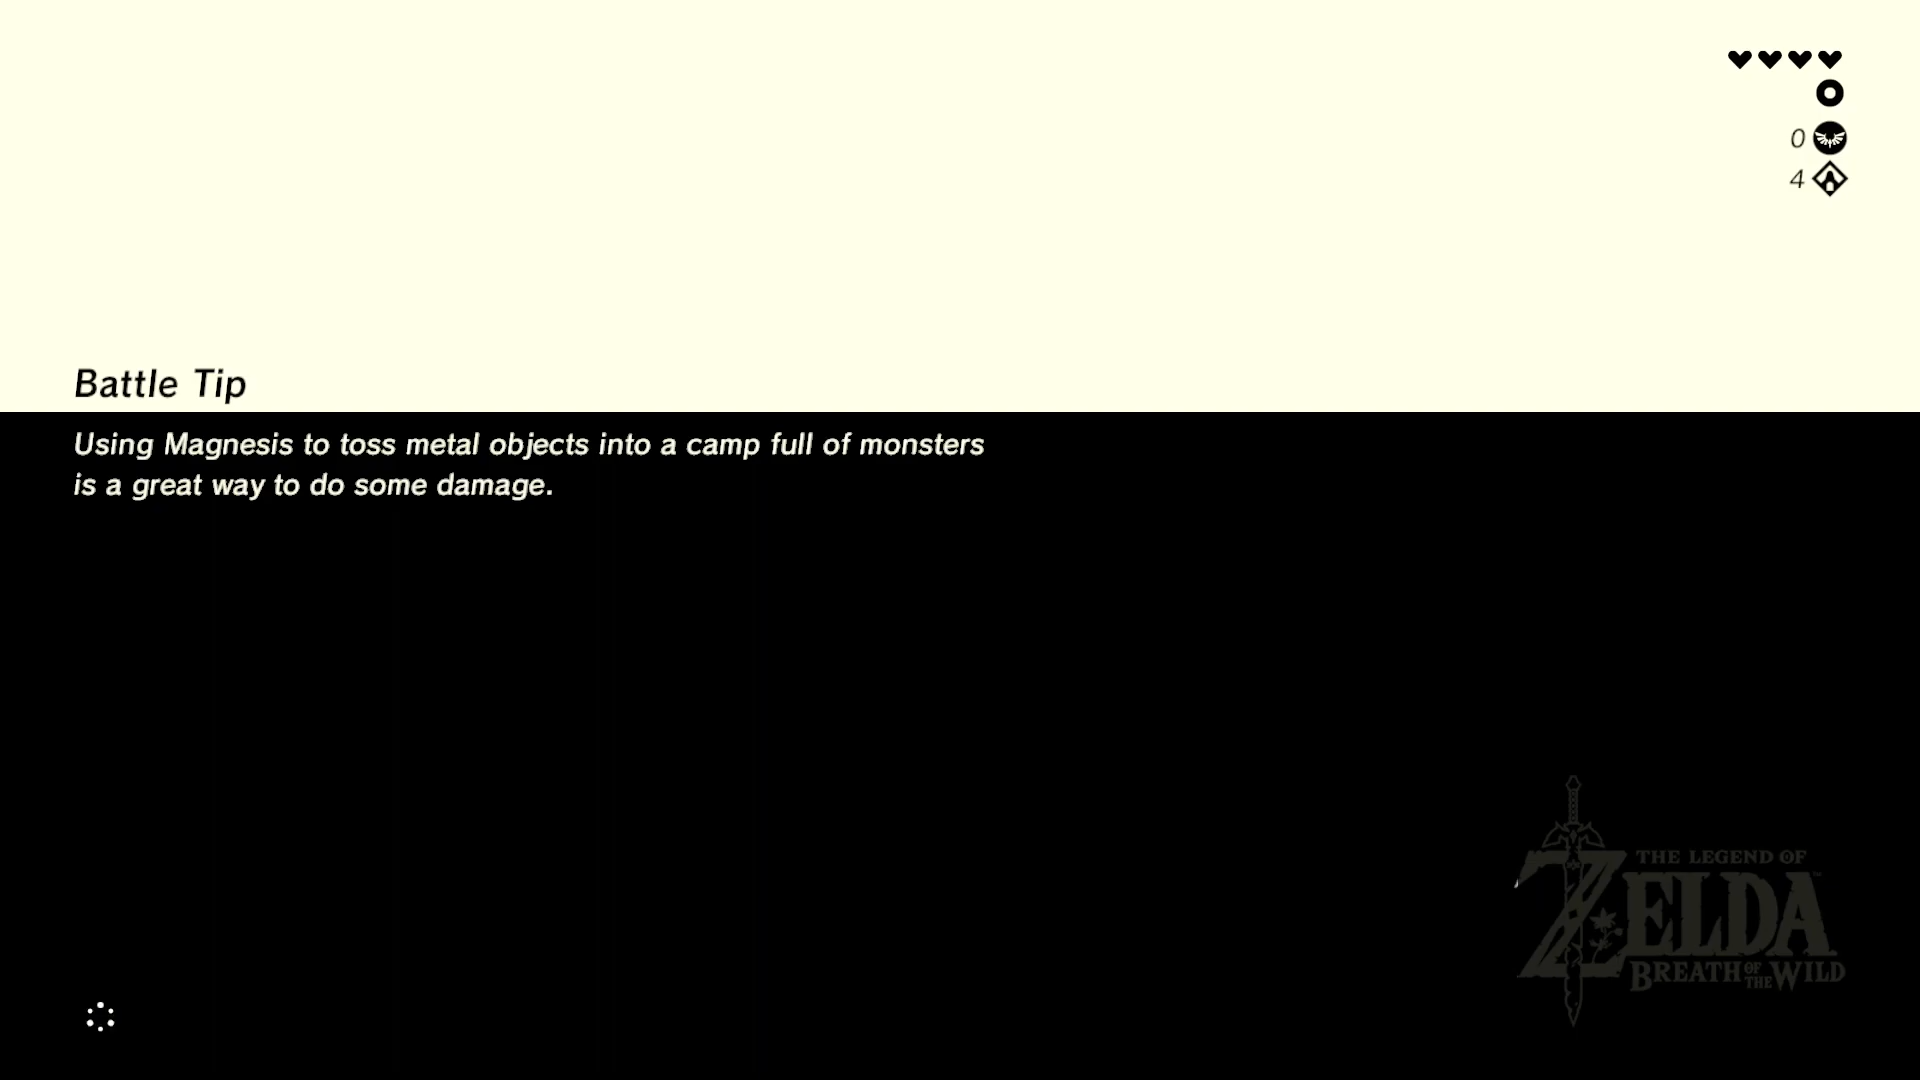 0
4
Battle Tip
Using Magnesis to toss metal objects into a camp full of monsters
is a great way to do some damage.
THE LEGEND OF
ZELDA
BREATH OF THE WILD